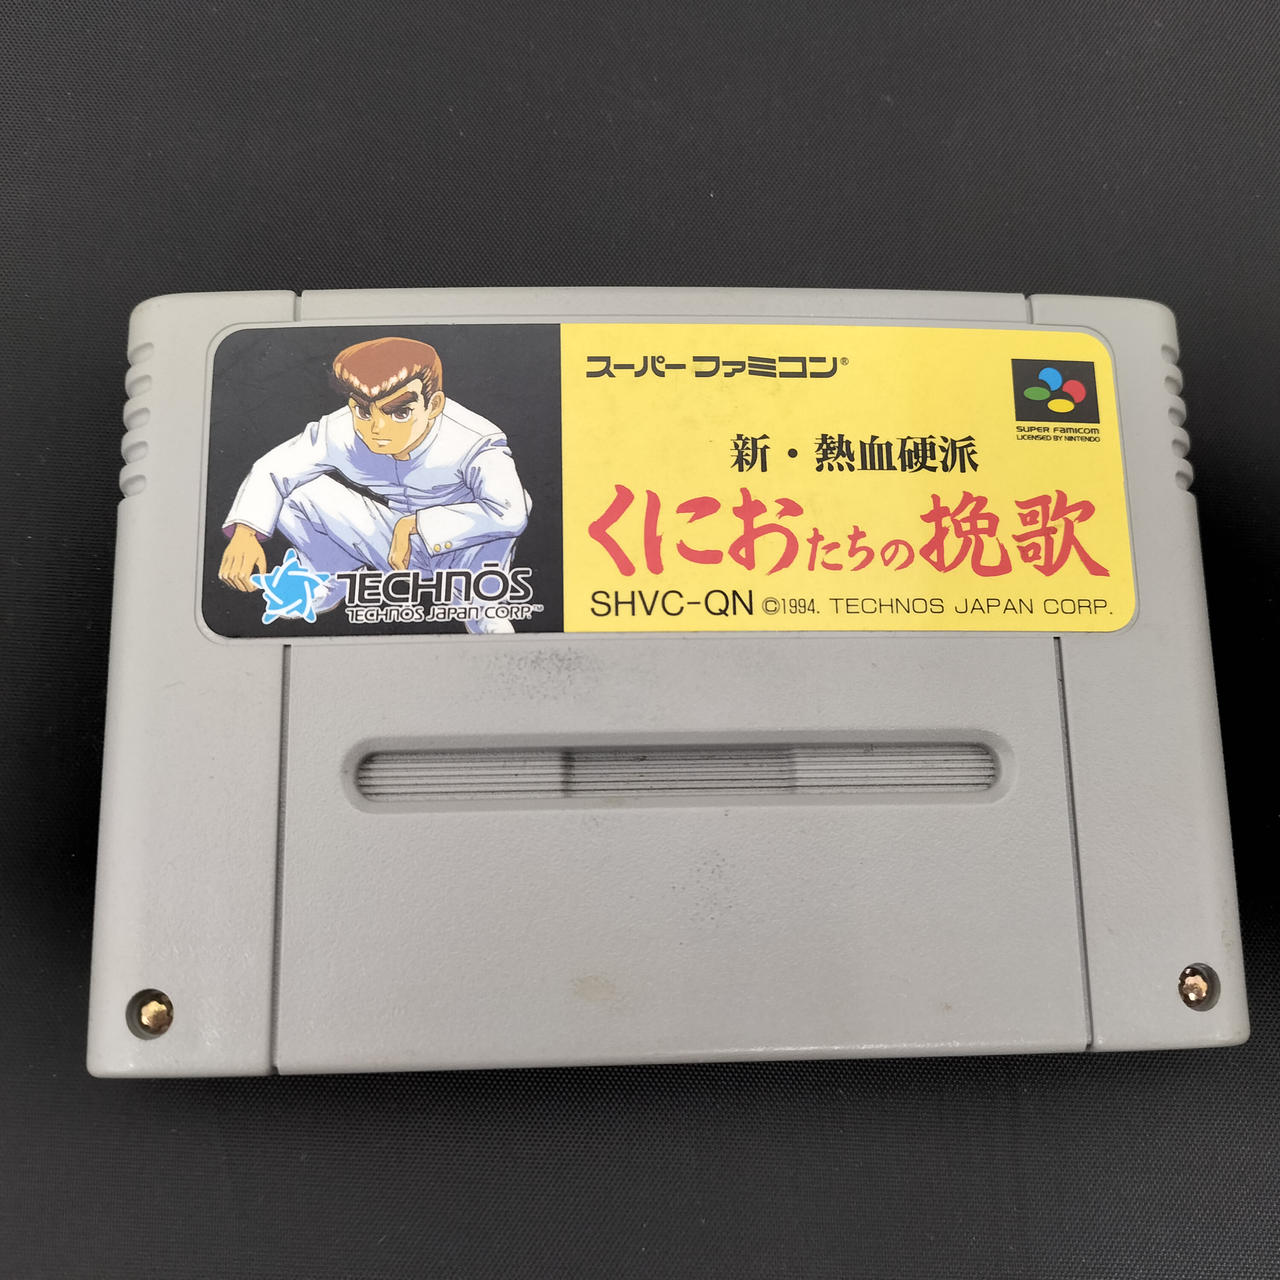 スーパーファミコン®
SUPER FAMICOM
LICENSED BY NINTENDO
新・熱血硬派
くにおたちの挽歌
TECHNŌS
TECHNŌS JAPAN CORP.™
SHVC-QN ©1994. TECHNOS JAPAN CORP.